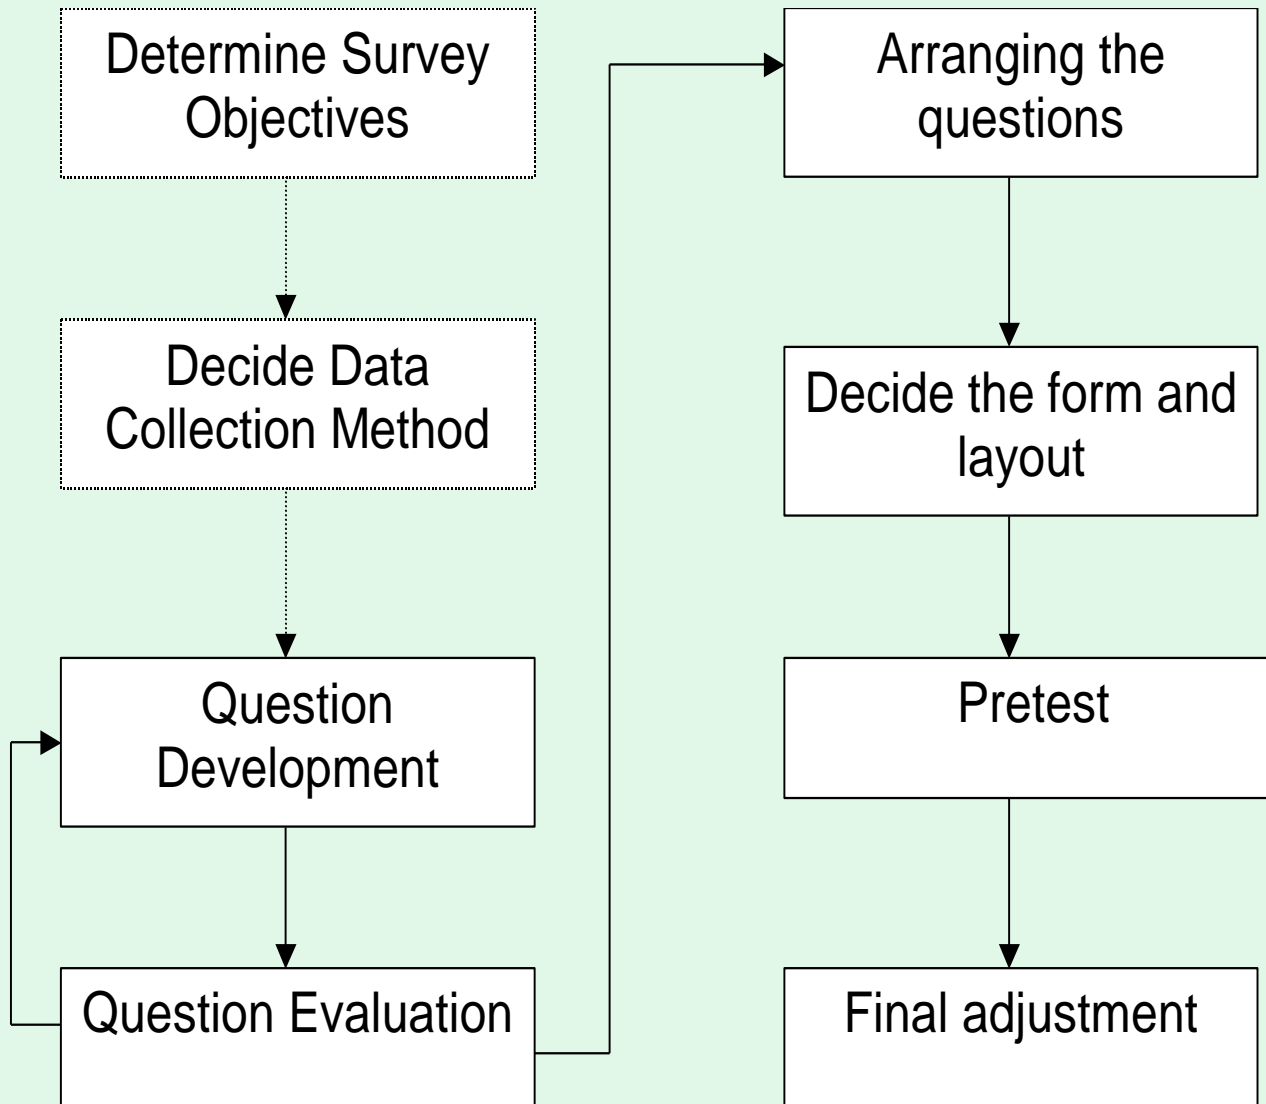 Determine Survey
Objectives
Decide Data
Collection Method
Question
Development
Question Evaluation
Arranging the
questions
Decide the form and
layout
Pretest
Final adjustment